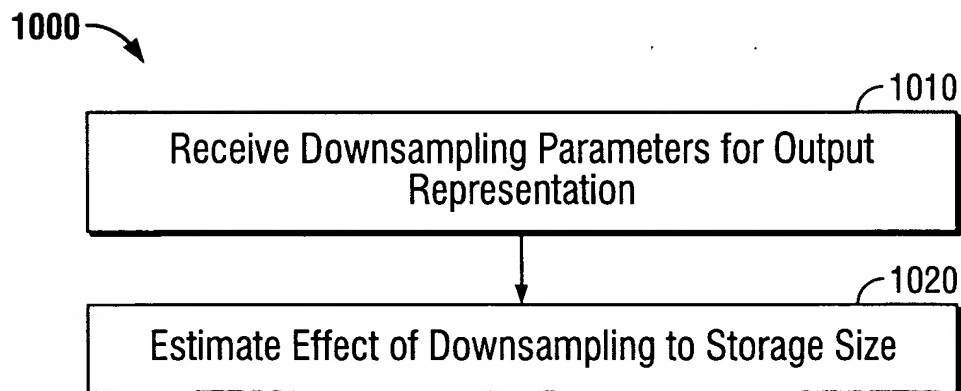 1000
1010
Receive Downsampling Parameters for Output
Representation
1020
Estimate Effect of Downsampling to Storage Size